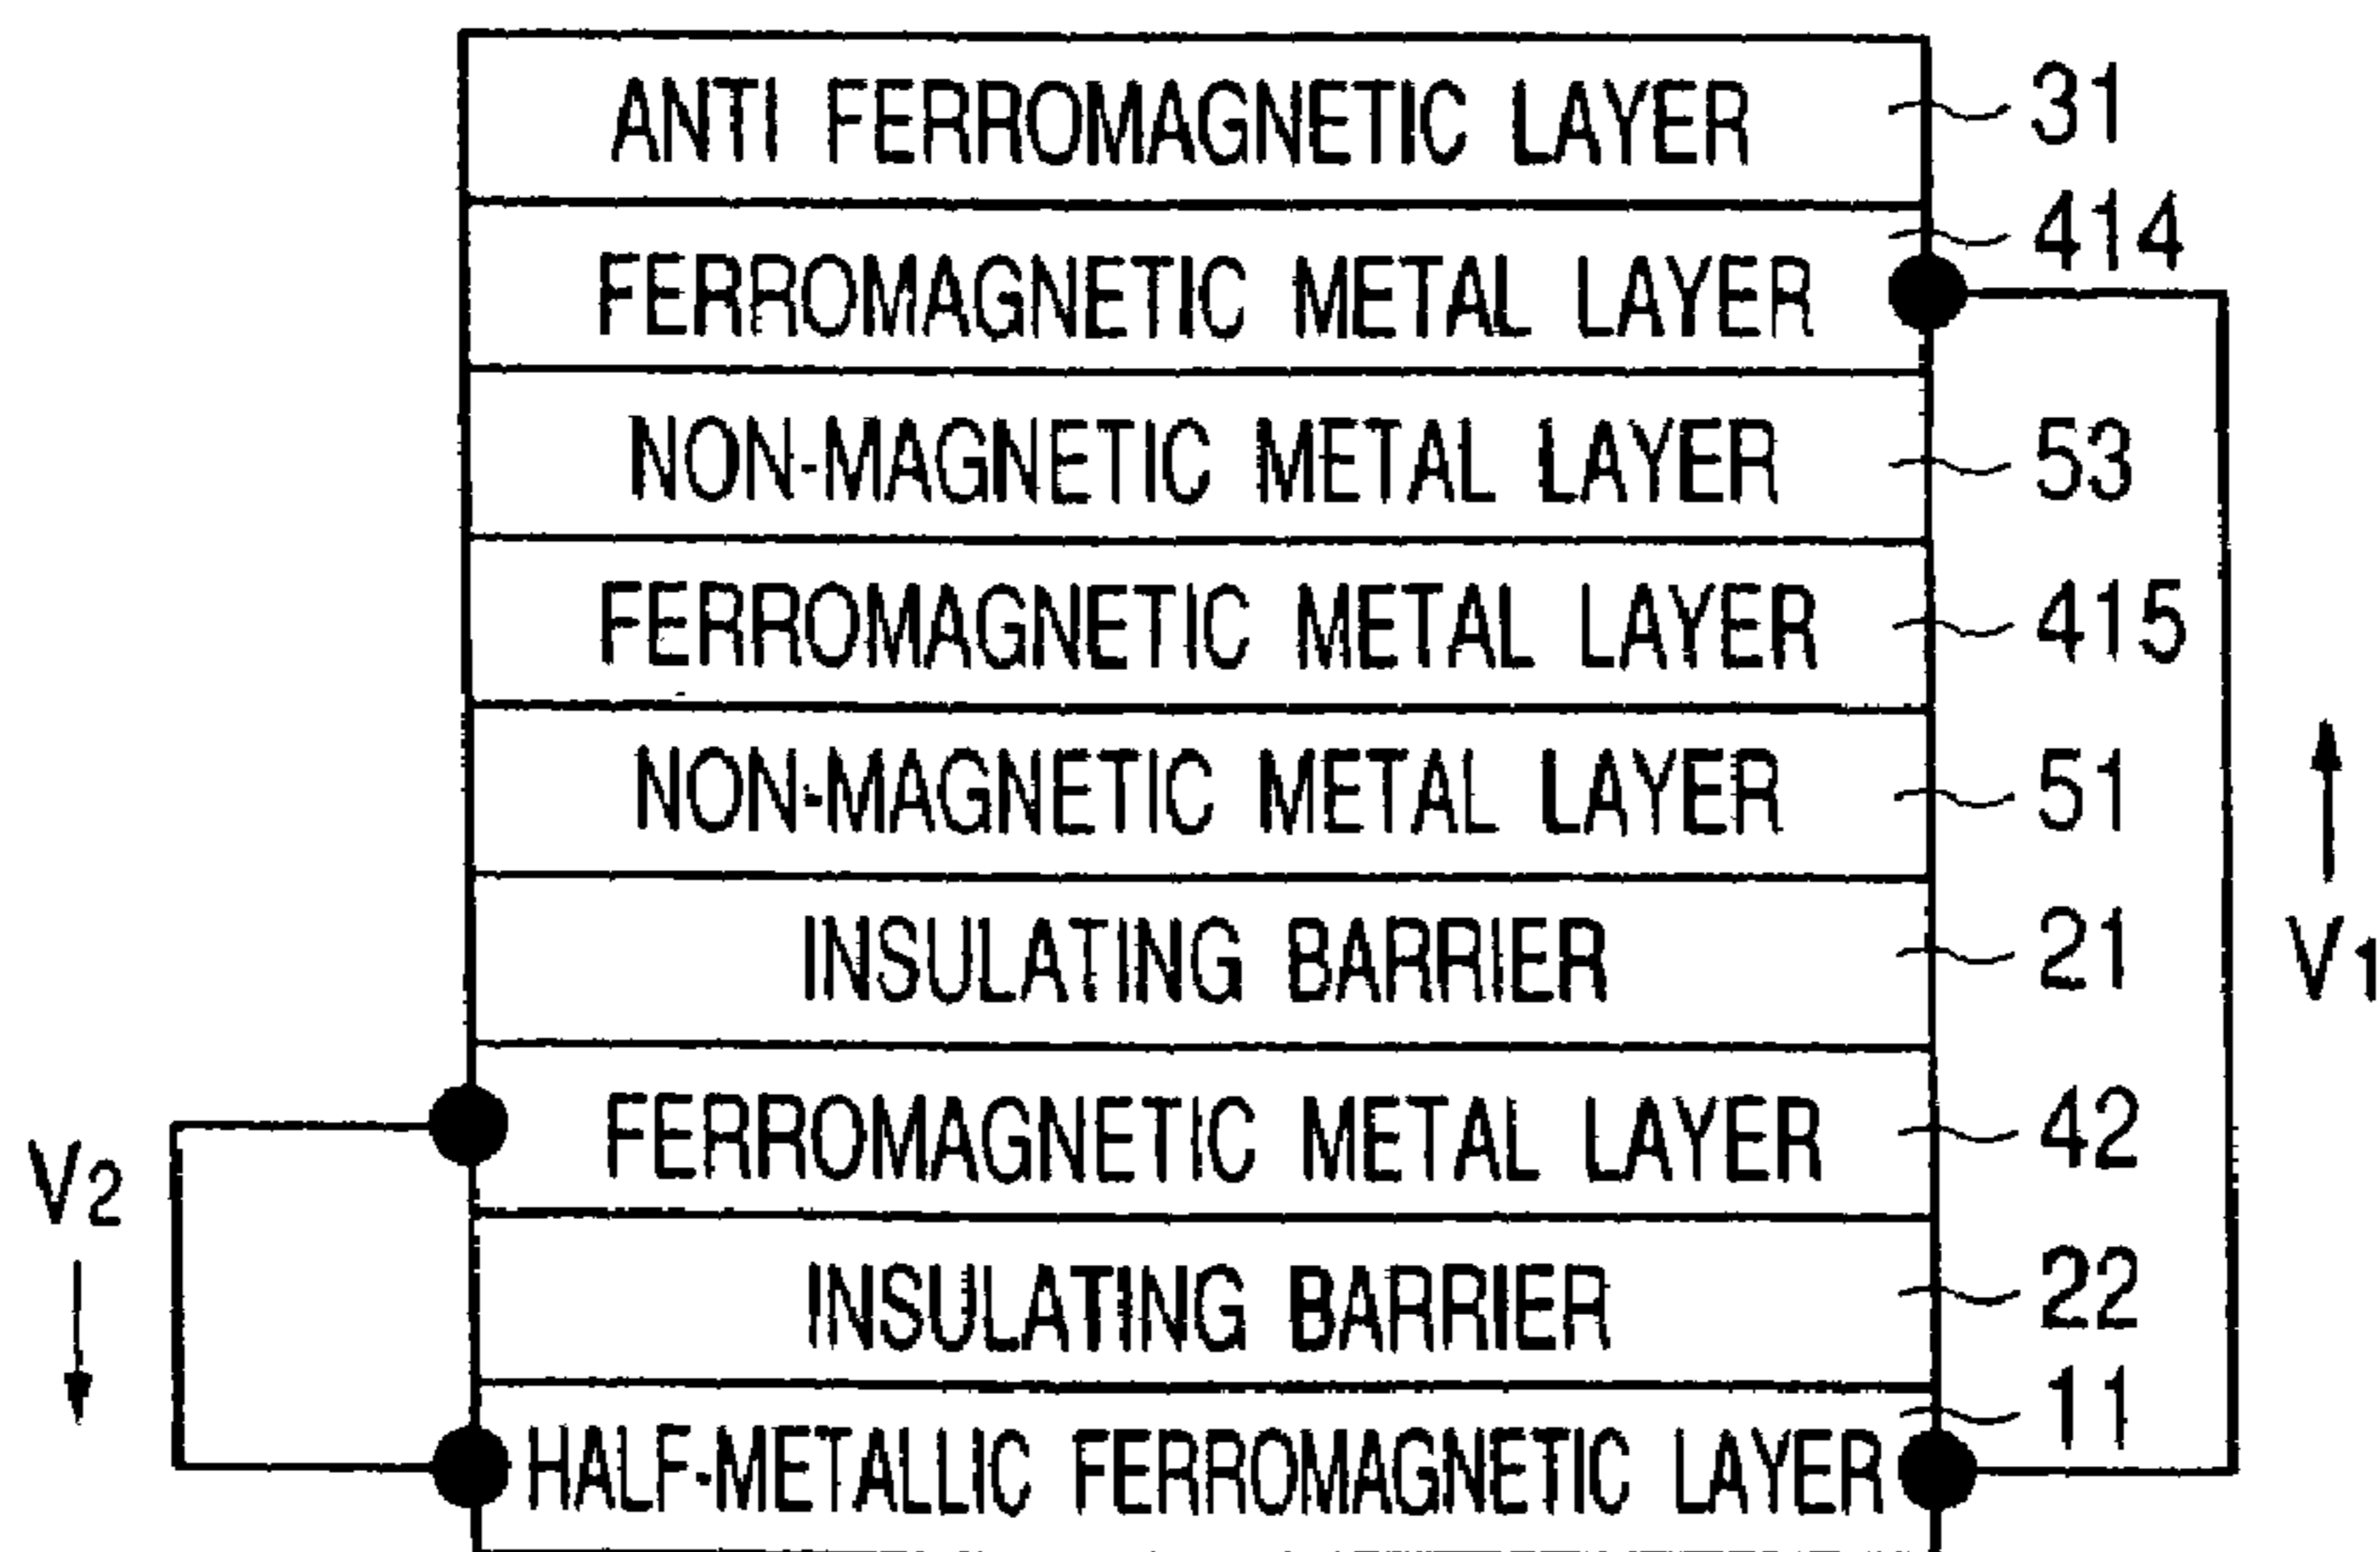 ANTI FERROMAGNETIC LAYER 31
414
FERROMAGNETIC METAL LAYER
NON-MAGNETIC METAL LAYER 53
FERROMAGNETIC METAL LAYER 415
NON-MAGNETIC METAL LAYER 51
INSULATING BARRIER 21
V1
FERROMAGNETIC METAL LAYER 42
V2
INSULATING BARRIER 22
11
HALF-METALLIC FERROMAGNETIC LAYER